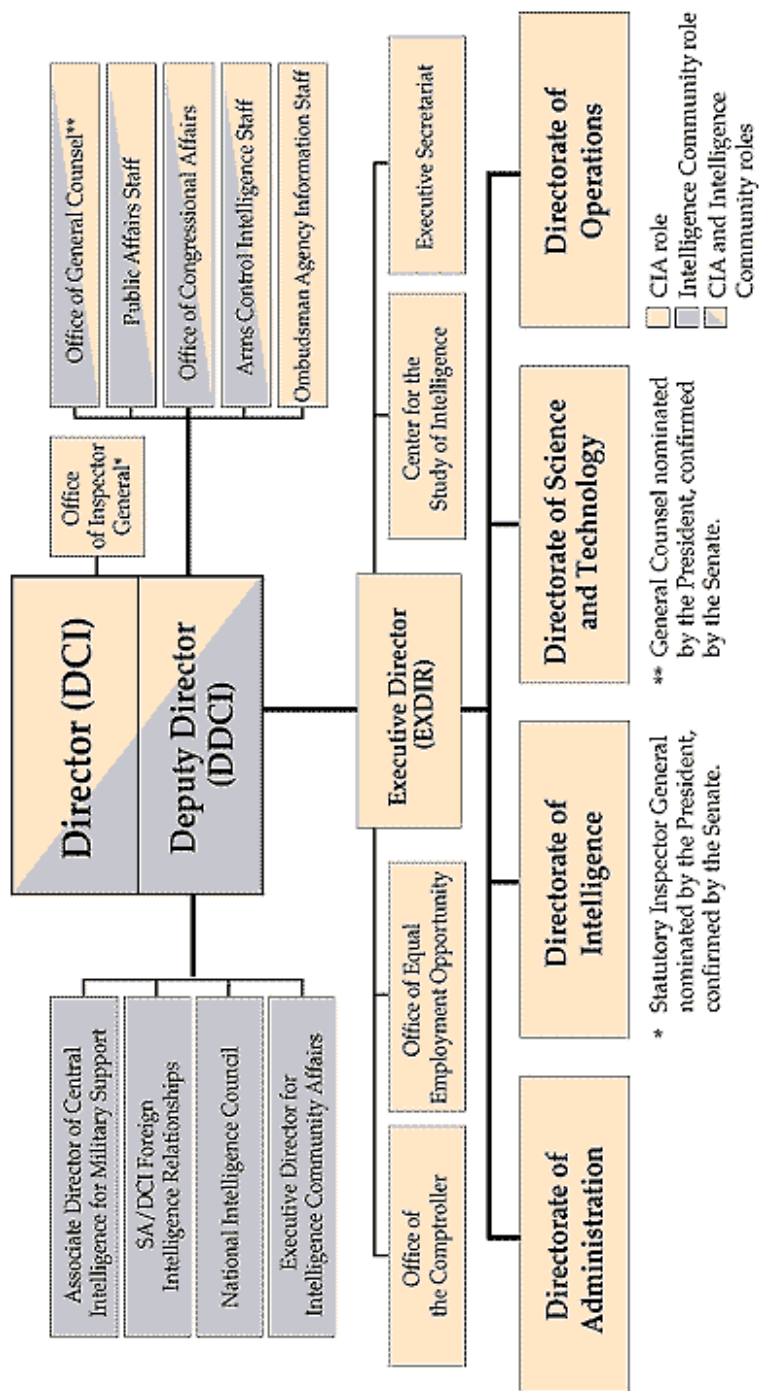 Director (DCI)
Deputy Director
(DDCI)
Office
of Inspector
General*
Associate Director of Central
Intelligence for Military Support
SA/DCI Foreign
Intelligence Relationships
National Intelligence Council
Executive Director for
Intelligence Community Affairs
Office of General Counsel**
Public Affairs Staff
Office of Congressional Affairs
Arms Control Intelligence Staff
Ombudsman Agency Information Staff
Office of
the Comptroller
Office of Equal
Employment Opportunity
Executive Director
(EXDIR)
Center for the
Study of Intelligence
Executive Secretariat
Directorate of
Administration
Directorate of
Intelligence
Directorate of Science
and Technology
Directorate of
Operations
* Statutory Inspector General
nominated by the President,
confirmed by the Senate.
** General Counsel nominated
by the President, confirmed
by the Senate.
CIA role
Intelligence Community role
CIA and Intelligence
Community roles